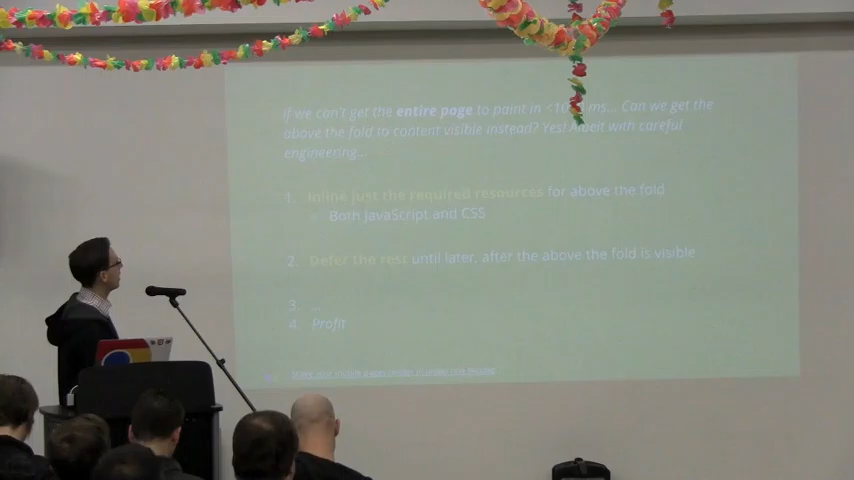 If we can't get the entire page to paint in ms... Can we get the
above the fold to content visible instead? Yes! Albeit with careful
engineering...
1. Inline just the required resources for above the fold
Both JavaScript and CSS
2. Defer the rest until later, after the above the fold is visible
3 ...
4 Profit